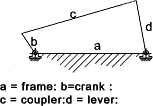 c
d
b
a
a = frame: b=crank :
c = coupler:d = lever: